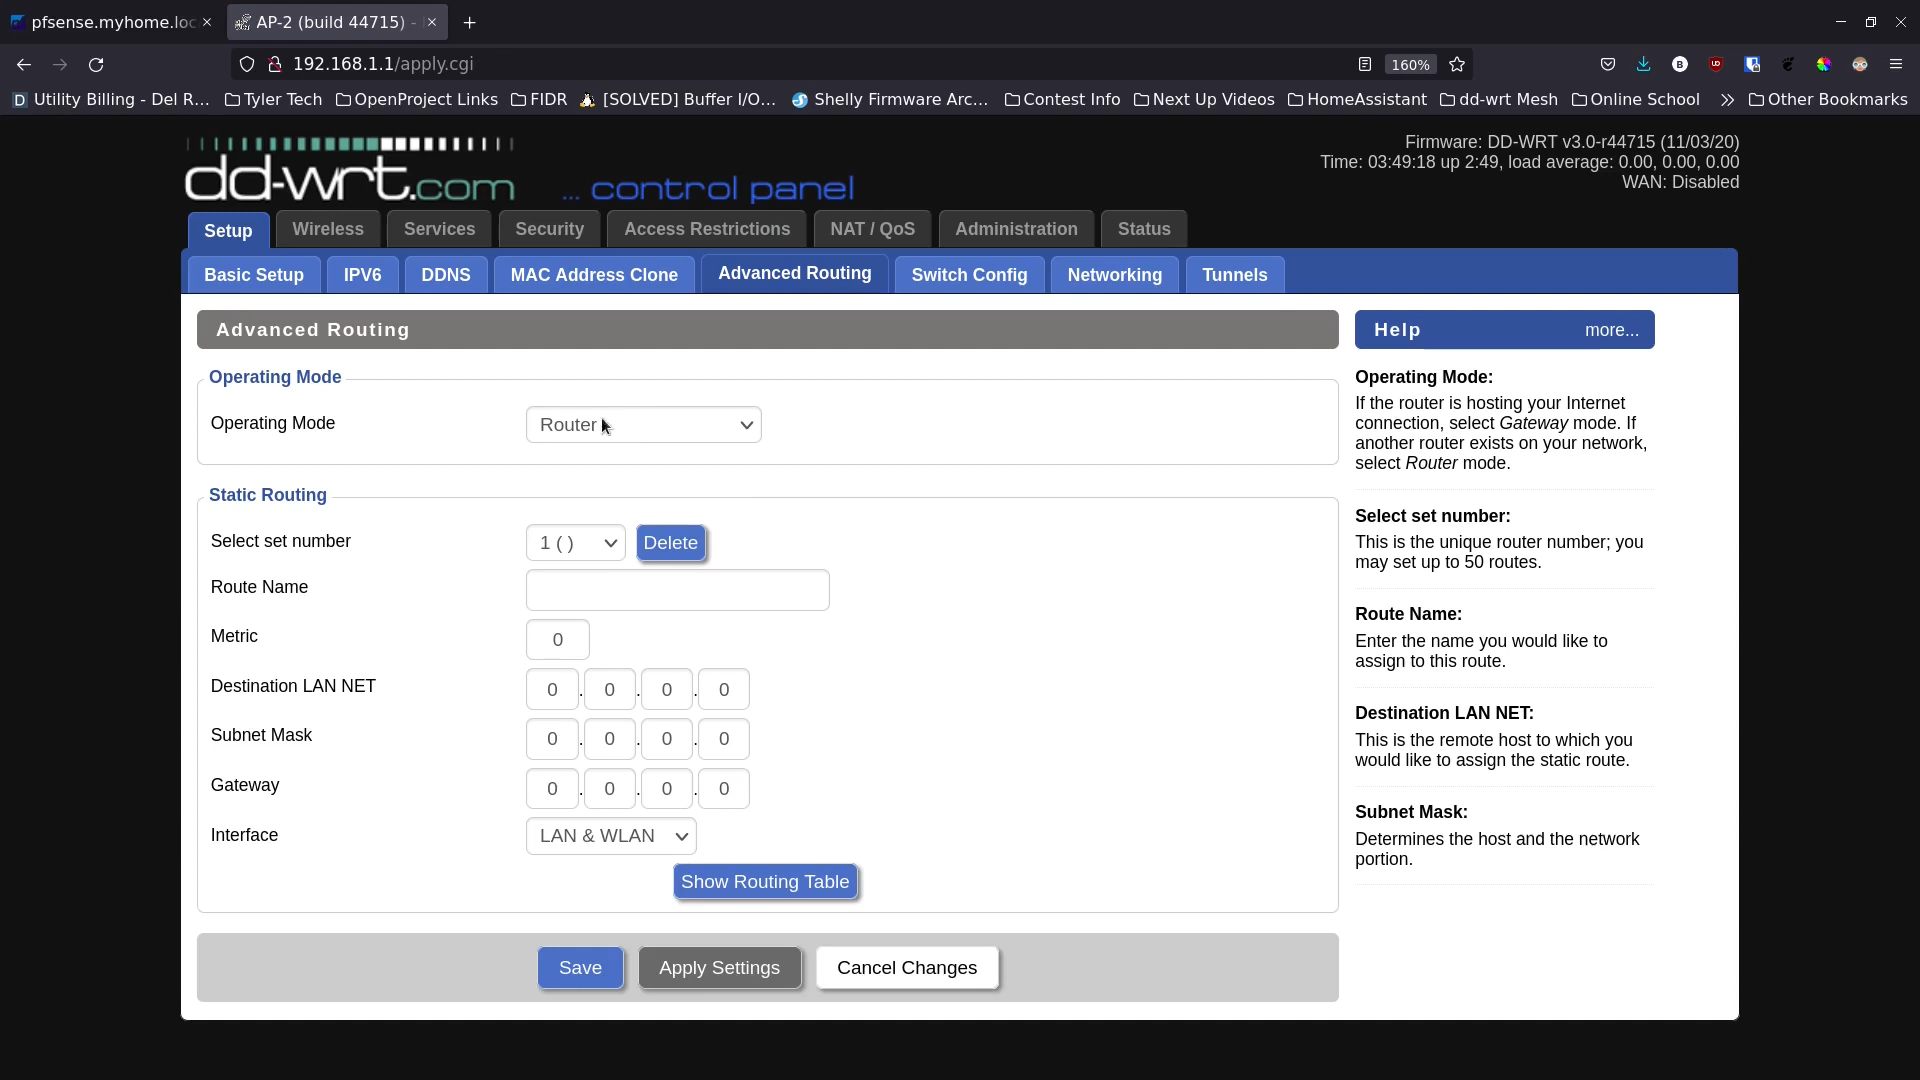 pfsense.myhome.loc
AP-2 (build 44715) -
192.168.1.1/apply.cgi
160%
Utility Billing - Del R...
Tyler Tech
OpenProject Links
FIDR
[SOLVED] Buffer I/O...
Shelly Firmware Arc...
Contest Info
Next Up Videos
HomeAssistant
dd-wrt Mesh
Online School
Other Bookmarks
dd-wrt.com ... control panel
Firmware: DD-WRT v3.0-r44715 (11/03/20)
Time: 03:49:18 up 2:49, load average: 0.00, 0.00, 0.00
WAN: Disabled
Setup
Wireless
Services
Security
Access Restrictions
NAT / QoS
Administration
Status
Basic Setup
IPV6
DDNS
MAC Address Clone
Advanced Routing
Switch Config
Networking
Tunnels
Advanced Routing
Operating Mode
Operating Mode
Router
Static Routing
Select set number
1 ( )
Delete
Route Name
Metric
0
Destination LAN NET
0 . 0 . 0 . 0
Subnet Mask
0 . 0 . 0 . 0
Gateway
0 . 0 . 0 . 0
Interface
LAN & WLAN
Show Routing Table
Save
Apply Settings
Cancel Changes
Help
more...
Operating Mode:
If the router is hosting your Internet
connection, select Gateway mode. If
another router exists on your network,
select Router mode.
Select set number:
This is the unique router number; you
may set up to 50 routes.
Route Name:
Enter the name you would like to
assign to this route.
Destination LAN NET:
This is the remote host to which you
would like to assign the static route.
Subnet Mask:
Determines the host and the network
portion.